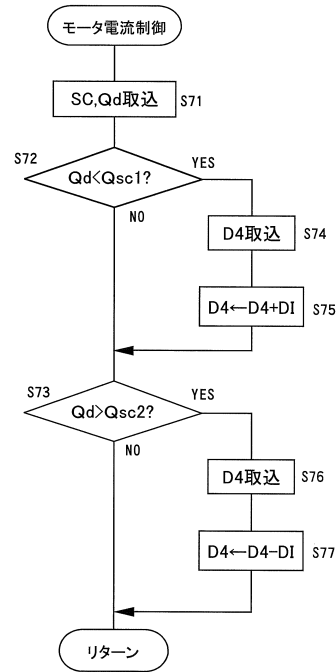 モータ電流制御
SC,Qd取込 S71
S72
Qd<Qsc1?
YES
NO
D4取込 S74
D4←D4+DI S75
S73
Qd>Qsc2?
YES
NO
D4取込 S76
D4←D4−DI S77
リターン